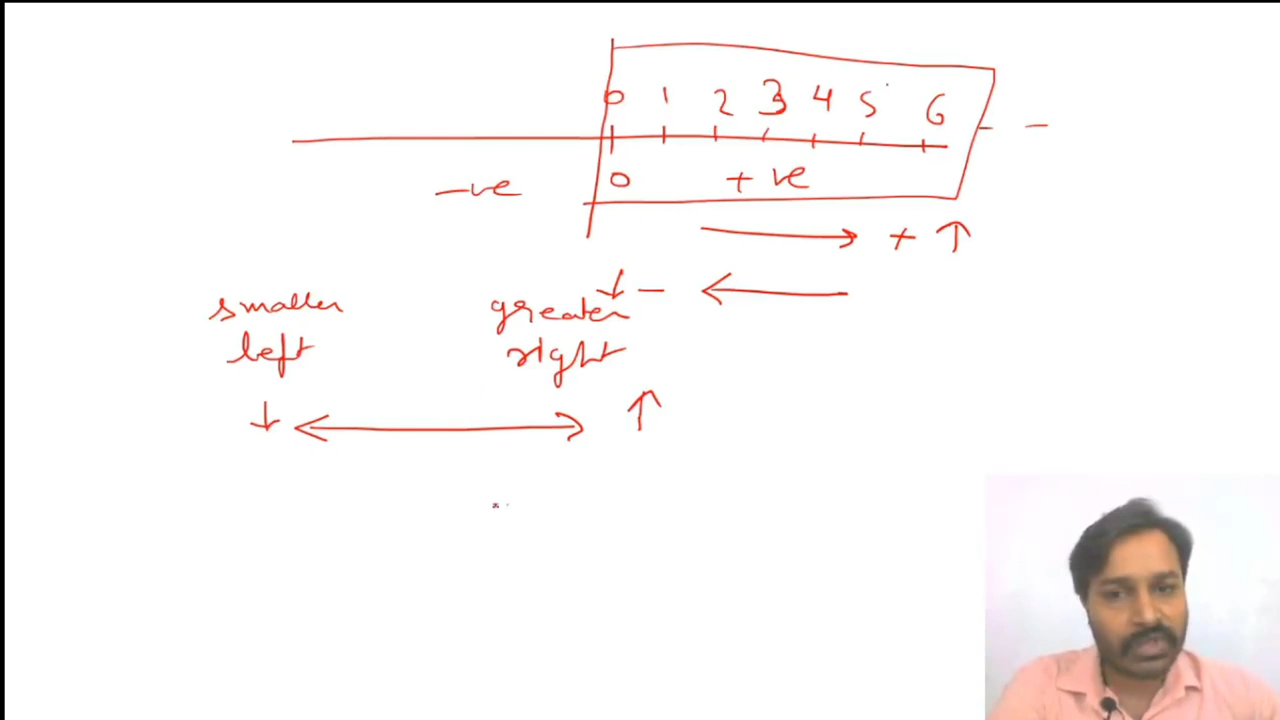 0 1 2 3 4 5 6 - -
-ve 0 +ve
→ + ↑
↓ - ←
smaller greater
left right
↓ ↔ ↑